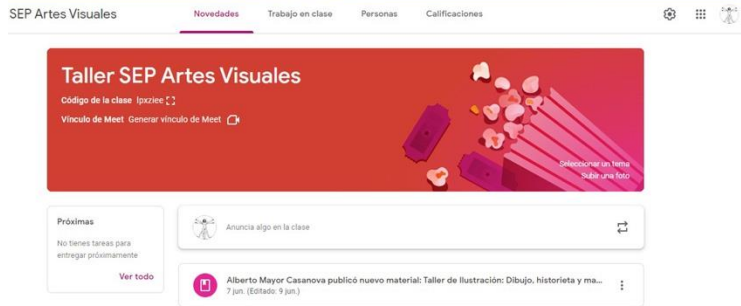 SEP Artes Visuales
Novedades Trabajo en clase Personas Calificaciones
Taller SEP Artes Visuales
Código de la clase lpxziee
Vínculo de Meet Generar vínculo de Meet
Seleccionar un tema
Subir una foto
Próximas
No tienes tareas para
entregar próximamente
Ver todo
Anuncia algo en la clase
Alberto Mayor Casanova publicó nuevo material: Taller de Ilustración: Dibujo, historieta y ma...
7 jun. (Editado: 9 jun.)